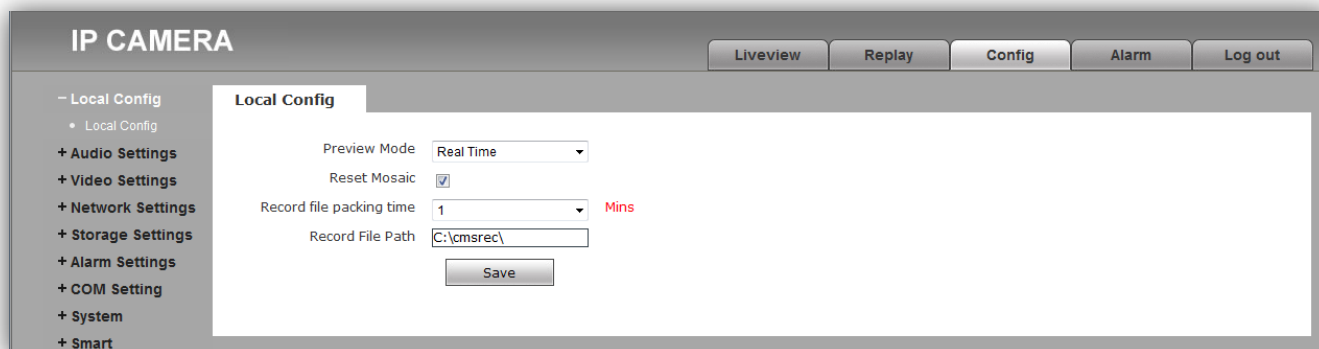 IP CAMERA
Liveview Replay Config Alarm Log out
− Local Config
• Local Config
+ Audio Settings
+ Video Settings
+ Network Settings
+ Storage Settings
+ Alarm Settings
+ COM Setting
+ System
+ Smart
Local Config
Preview Mode Real Time
Reset Mosaic
Record file packing time 1 Mins
Record File Path C:\cmsrec\
Save